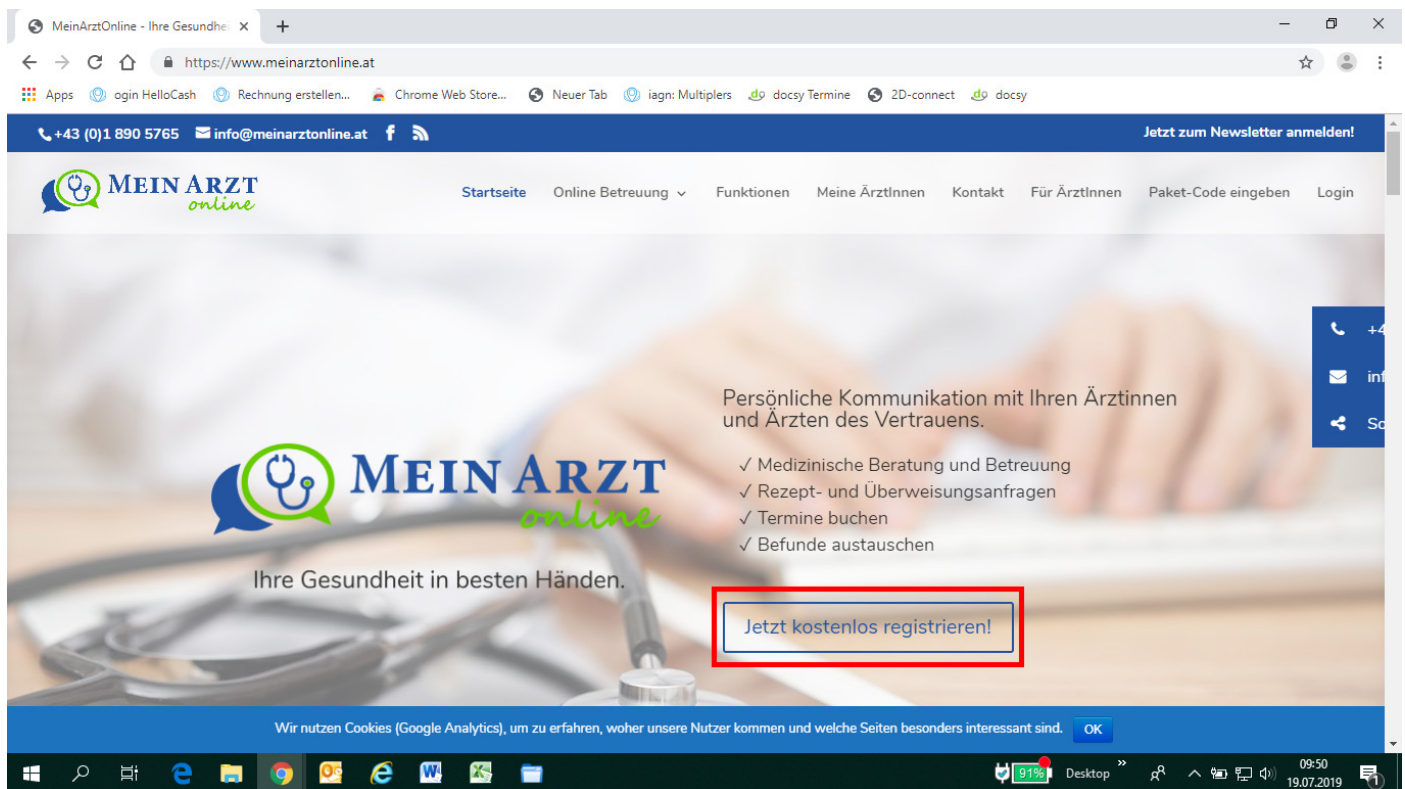 MeinArztOnline - Ihre Gesundhe
https://www.meinarztonline.at
Apps ogin HelloCash Rechnung erstellen... Chrome Web Store... Neuer Tab iagn: Multiplers docsy Termine 2D-connect docsy
+43 (0)1 890 5765 info@meinarztonline.at Jetzt zum Newsletter anmelden!
MEIN ARZT
online
Startseite Online Betreuung Funktionen Meine ÄrztInnen Kontakt Für ÄrztInnen Paket-Code eingeben Login
+4
inf
So
Persönliche Kommunikation mit Ihren Ärztinnen
und Ärzten des Vertrauens.
✓ Medizinische Beratung und Betreuung
✓ Rezept- und Überweisungsanfragen
✓ Termine buchen
✓ Befunde austauschen
MEIN ARZT
online
Ihre Gesundheit in besten Händen.
Jetzt kostenlos registrieren!
Wir nutzen Cookies (Google Analytics), um zu erfahren, woher unsere Nutzer kommen und welche Seiten besonders interessant sind. OK
91% Desktop
09:50
19.07.2019